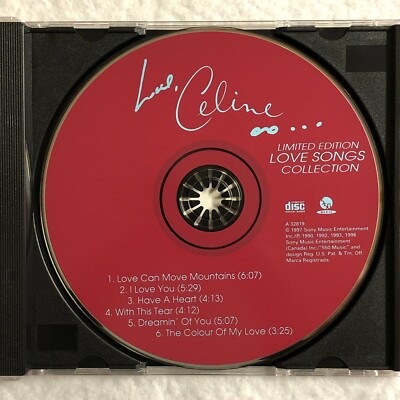 Love, Celine
LIMITED EDITION
LOVE SONGS
COLLECTION
disc
A 32819
© 1997 Sony Music Entertainment
Inc./℗ 1990, 1992, 1993, 1996
Sony Music Entertainment
(Canada) Inc./"550 Music" and
design Reg. U.S. Pat. & Tm. Off.
Marca Registrada.
1. Love Can Move Mountains (6:07)
2. I Love You (5:29)
3. Have A Heart (4:13)
4. With This Tear (4:12)
5. Dreamin' Of You (5:07)
6. The Colour Of My Love (3:25)